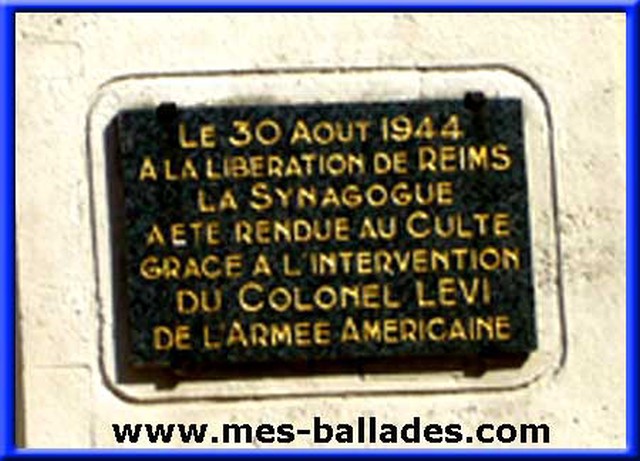 LE 30 AOUT 1944
A LA LIBERATION DE REIMS
LA SYNAGOGUE
A ETE RENDUE AU CULTE
GRACE A L'INTERVENTION
DU COLONEL LEVI
DE L'ARMEE AMERICAINE
www.mes-ballades.com